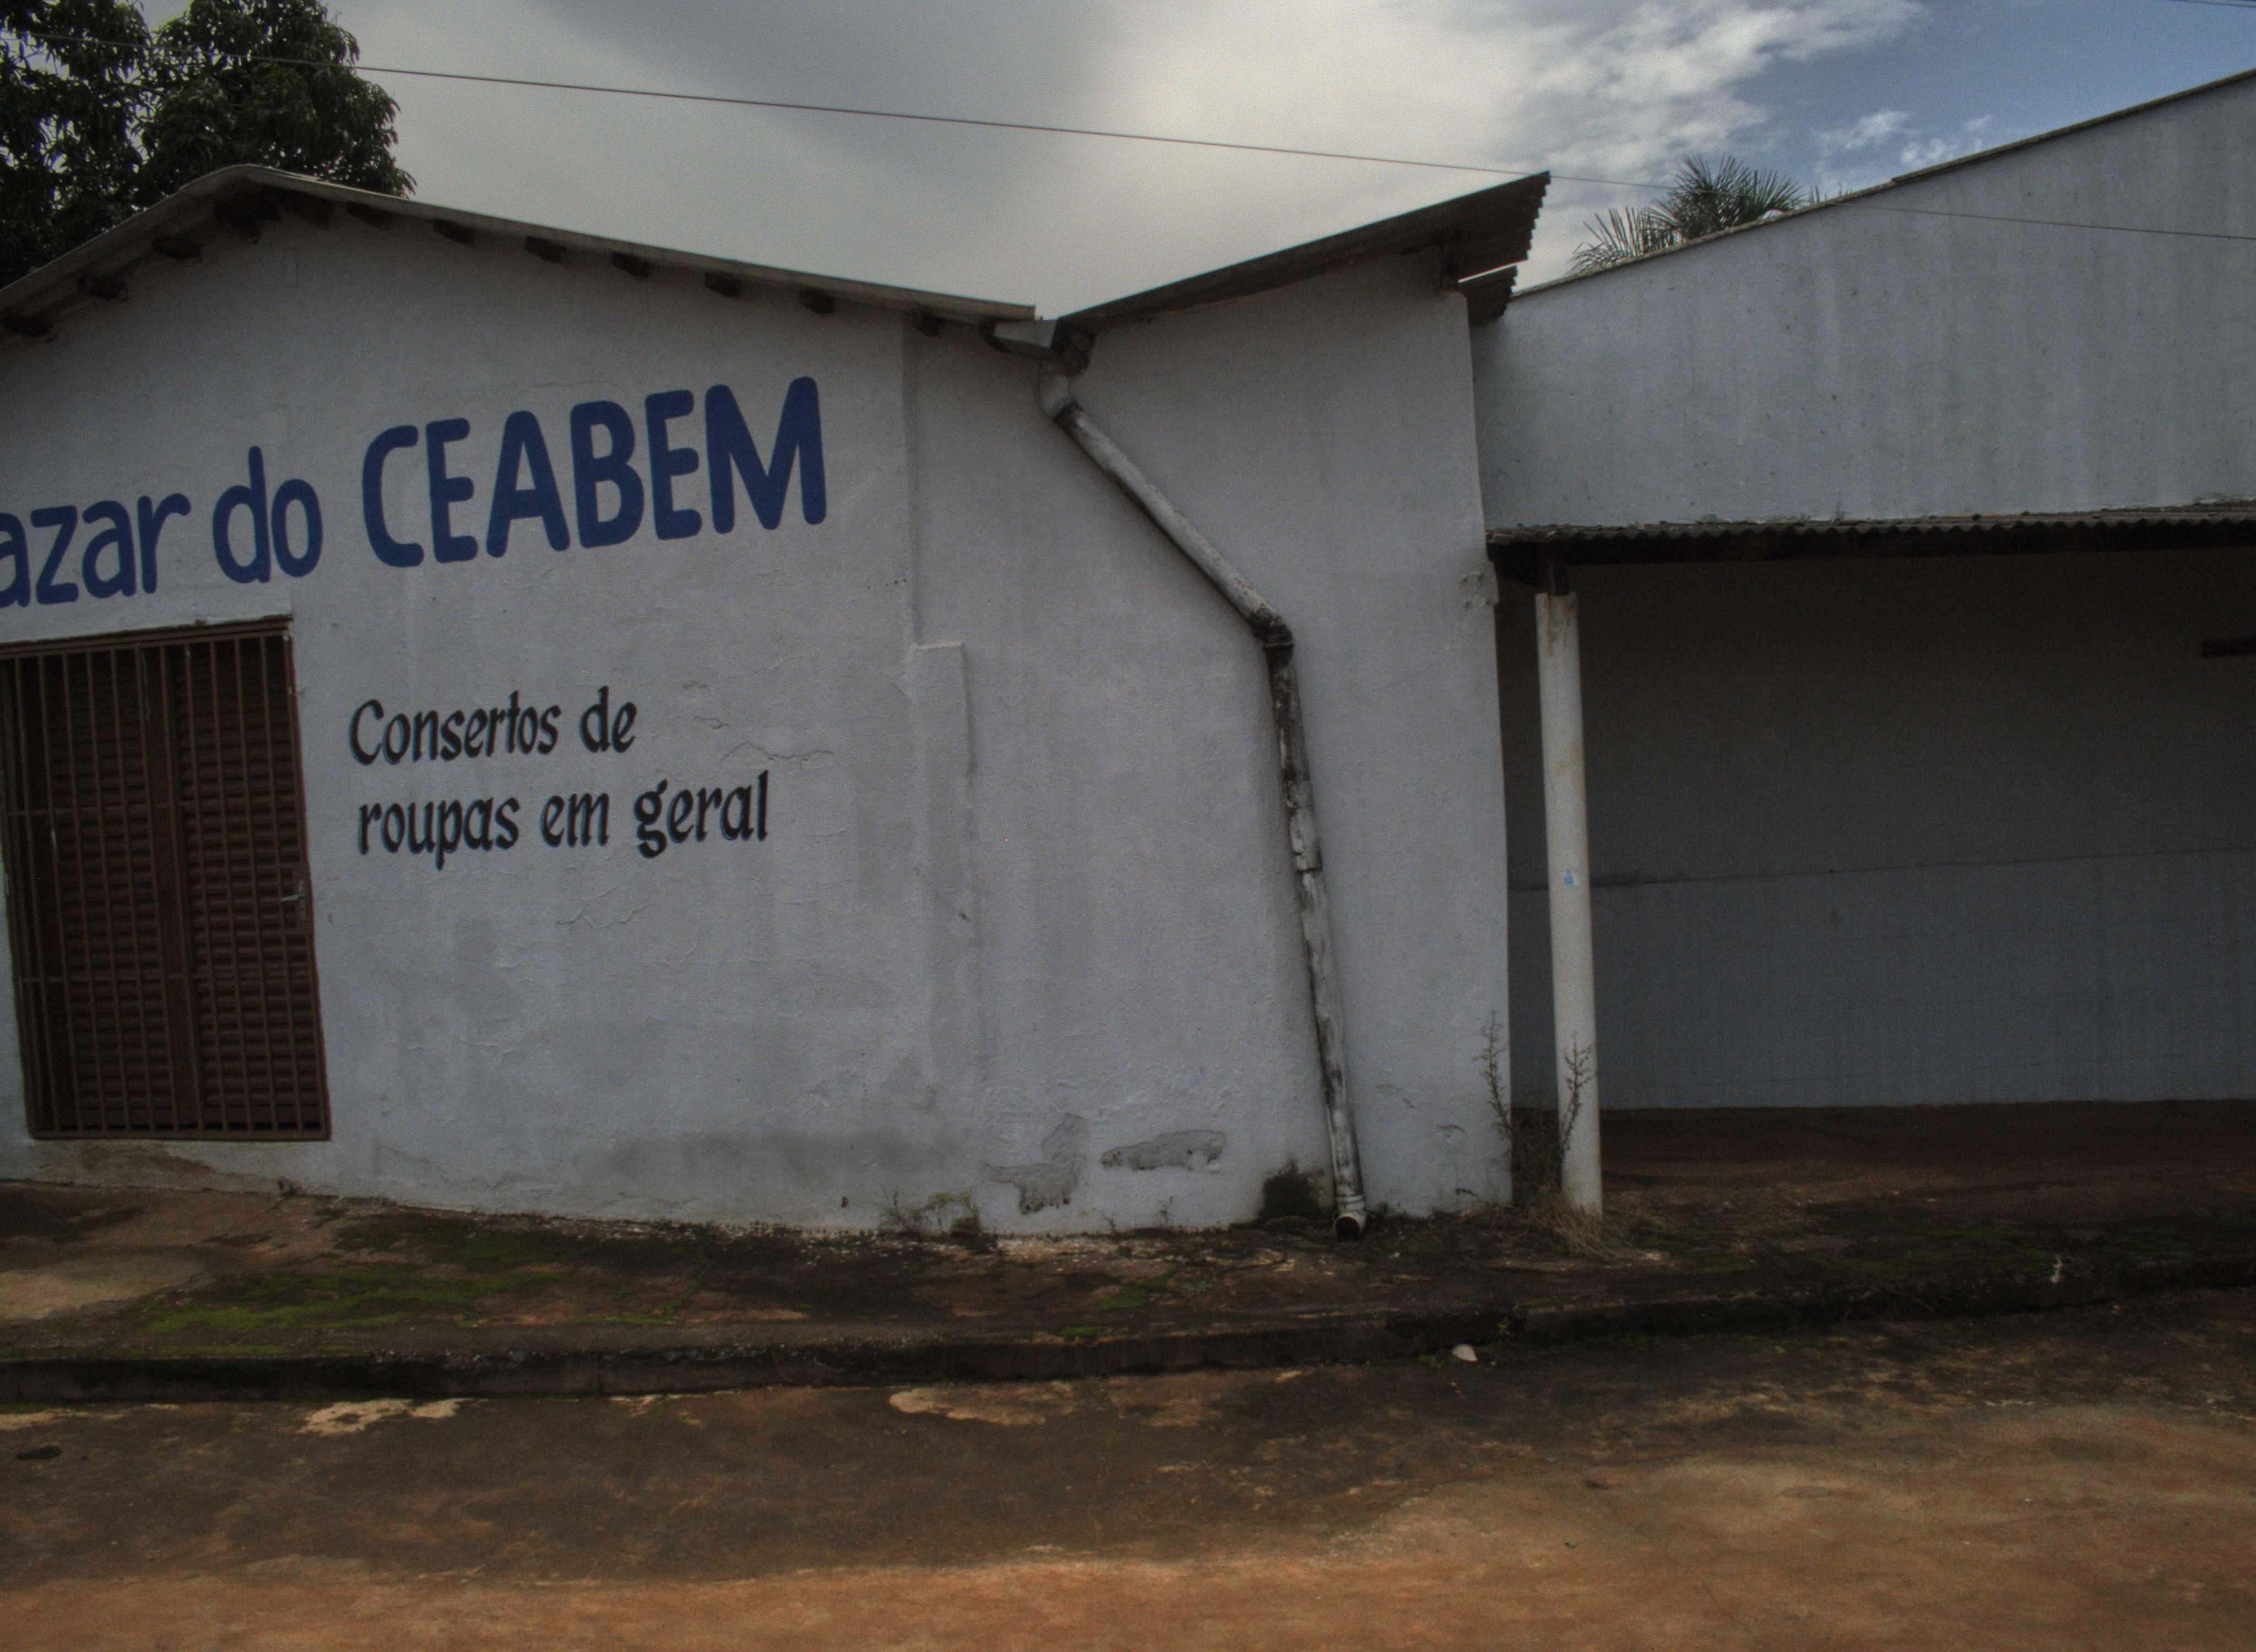 azar do CEABEM
Consertos de
roupas em geral